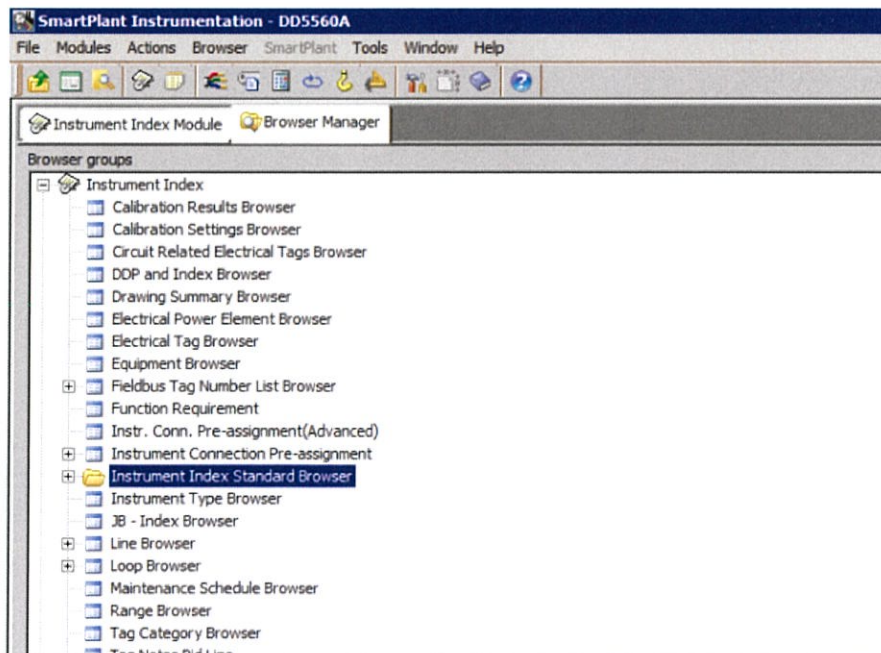 SmartPlant Instrumentation - DD5560A
File Modules Actions Browser SmartPlant Tools Window Help
Instrument Index Module Browser Manager
Browser groups
Instrument Index
Calibration Results Browser
Calibration Settings Browser
Circuit Related Electrical Tags Browser
DDP and Index Browser
Drawing Summary Browser
Electrical Power Element Browser
Electrical Tag Browser
Equipment Browser
Fieldbus Tag Number List Browser
Function Requirement
Instr. Conn. Pre-assignment(Advanced)
Instrument Connection Pre-assignment
Instrument Index Standard Browser
Instrument Type Browser
JB - Index Browser
Line Browser
Loop Browser
Maintenance Schedule Browser
Range Browser
Tag Category Browser